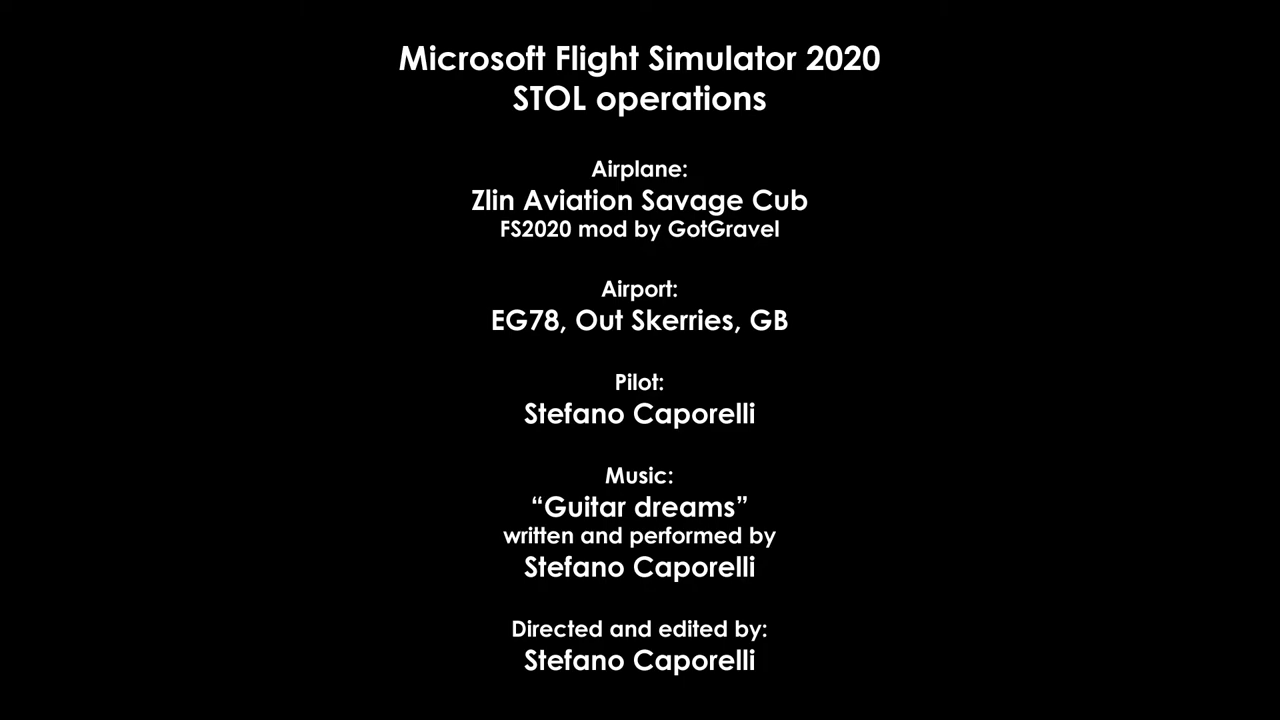 Microsoft Flight Simulator 2020
STOL operations
Airplane:
Zlin Aviation Savage Cub
FS2020 mod by GotGravel
Airport:
EG78, Out Skerries, GB
Pilot:
Stefano Caporelli
Music:
“Guitar dreams”
written and performed by
Stefano Caporelli
Directed and edited by:
Stefano Caporelli